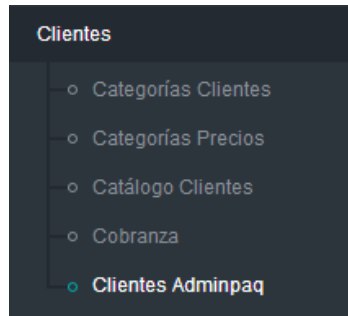 Clientes
Categorías Clientes
Categorías Precios
Catálogo Clientes
Cobranza
Clientes Adminpaq